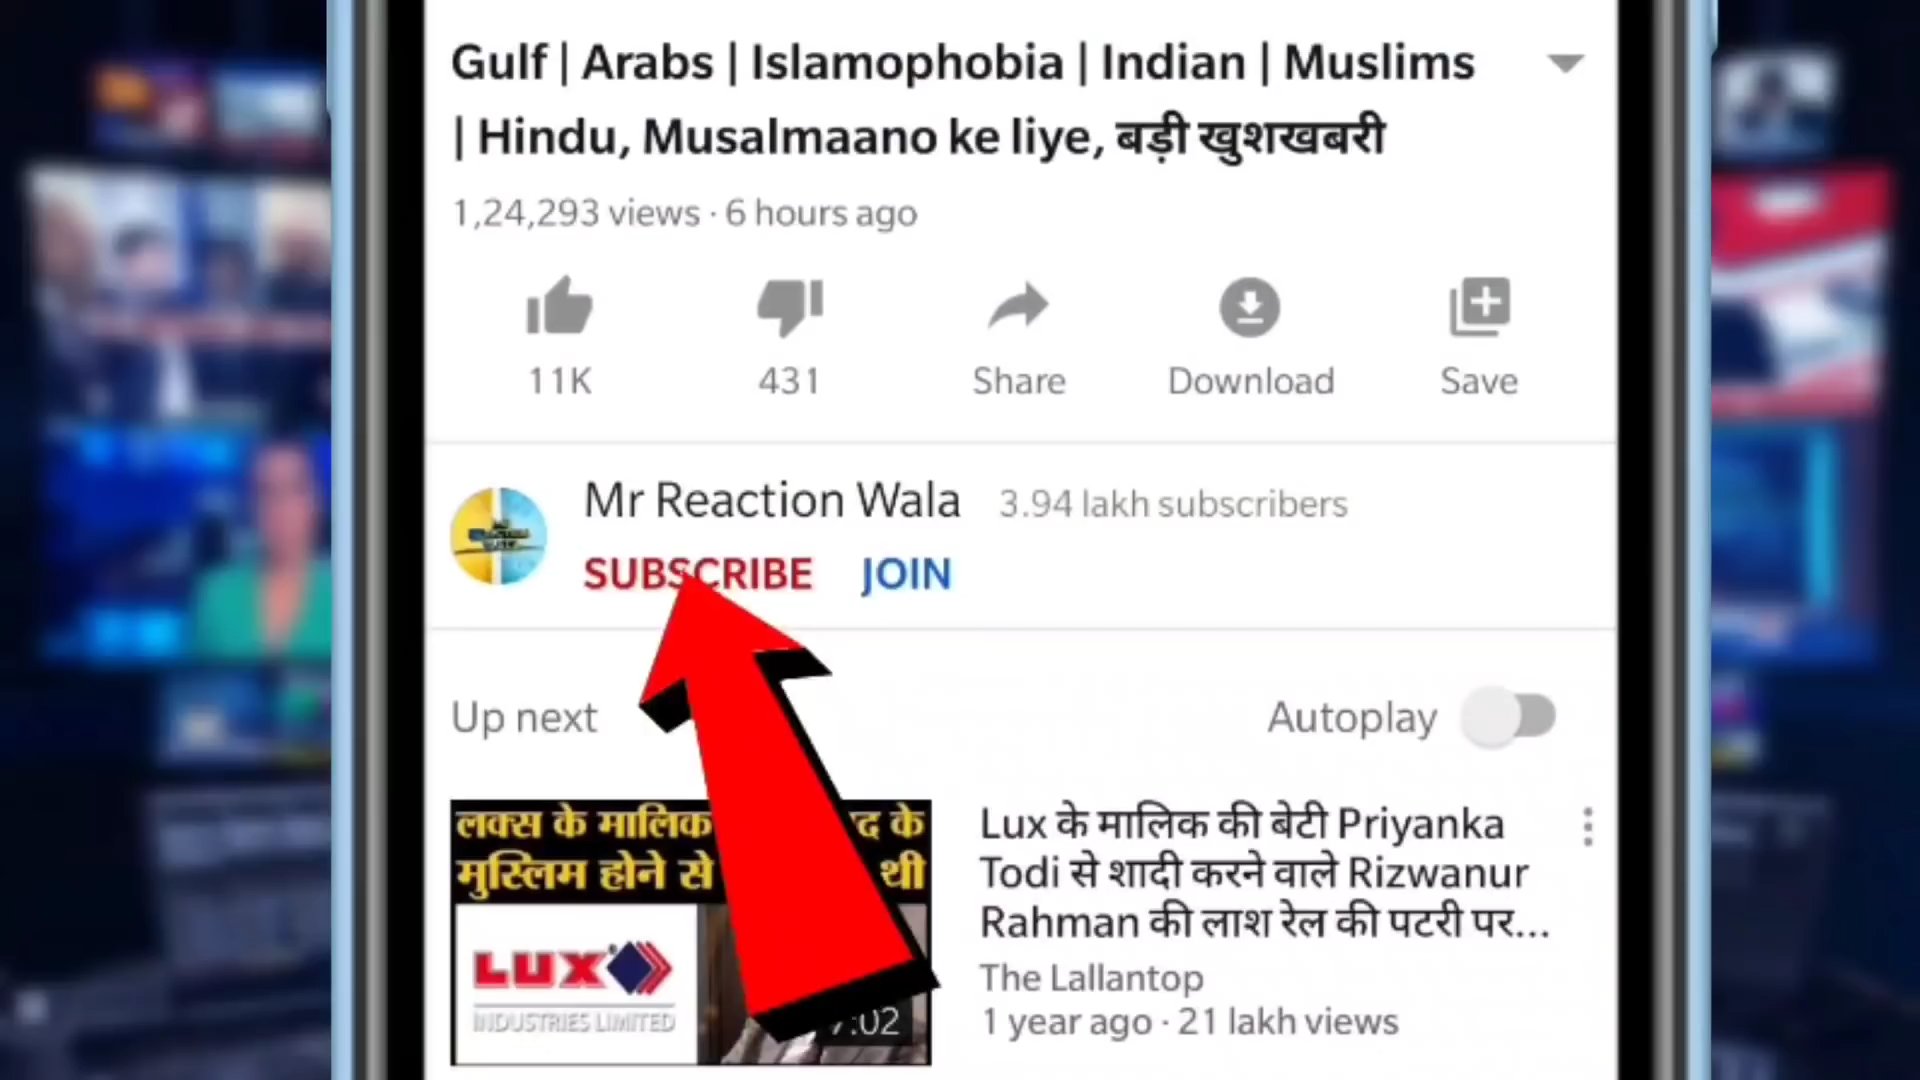 Gulf | Arabs | Islamophobia | Indian | Muslims
| Hindu, Musalmaano ke liye, बड़ी खुशखबरी
1,24,293 views · 6 hours ago
11K 431 Share Download Save
Mr Reaction Wala 3.94 lakh subscribers
SUBSCRIBE JOIN
Up next Autoplay
लक्स के मालिक द के
मुस्लिम होने से थी
LUX
INDUSTRIES LIMITED
7:02
Lux के मालिक की बेटी Priyanka
Todi से शादी करने वाले Rizwanur
Rahman की लाश रेल की पटरी पर...
The Lallantop
1 year ago · 21 lakh views